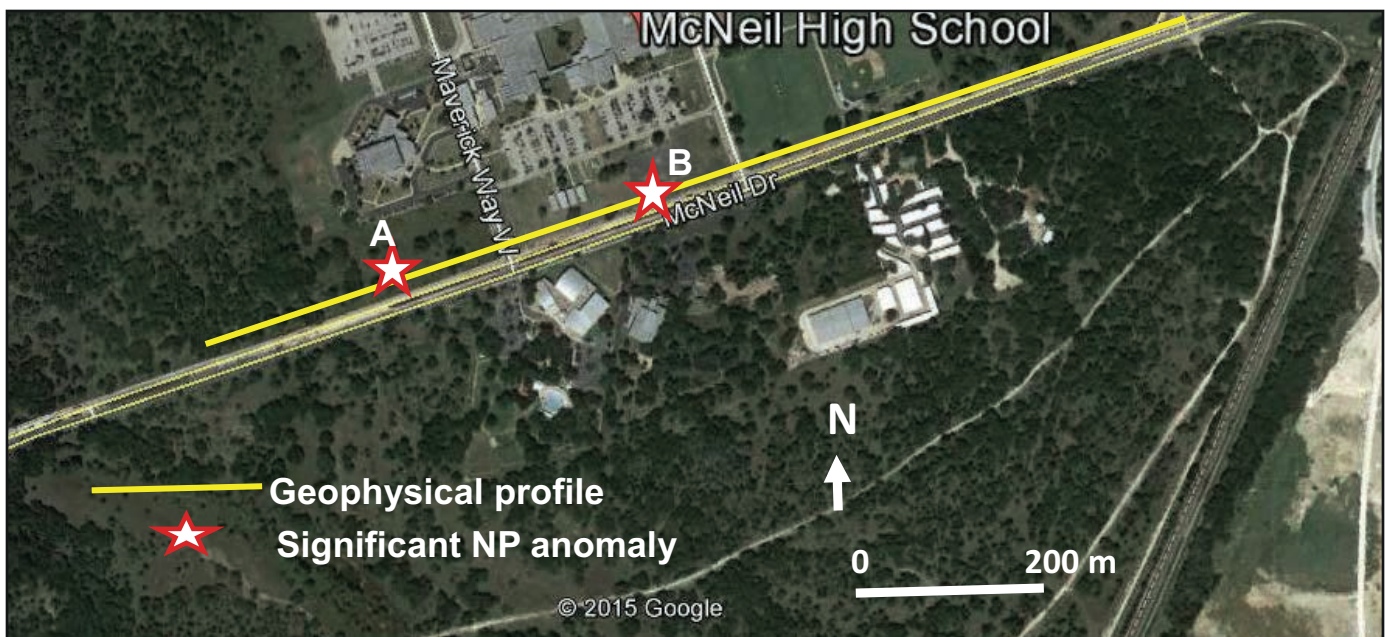 McNeil High School
Maverick Way W
B
McNeil Dr
A
N
Geophysical profile
Significant NP anomaly
0 200 m
© 2015 Google